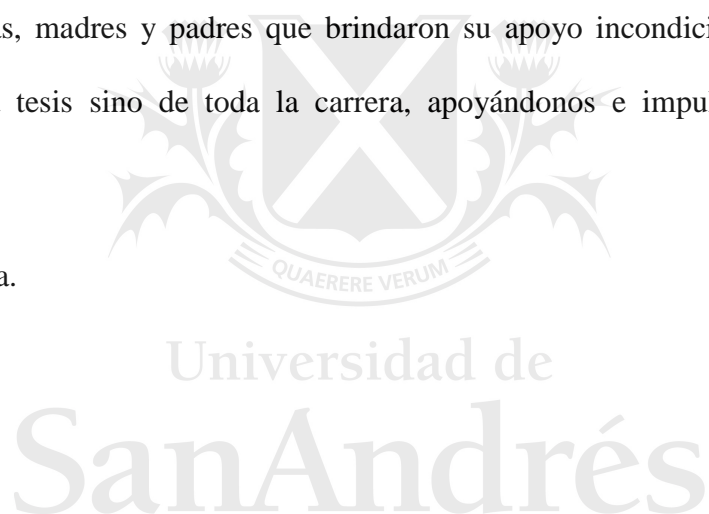 as, madres y padres que brindaron su apoyo incondici
tesis sino de toda la carrera, apoyándonos e impul
a.
QUAERERE VERUM
Universidad de
SanAndrés